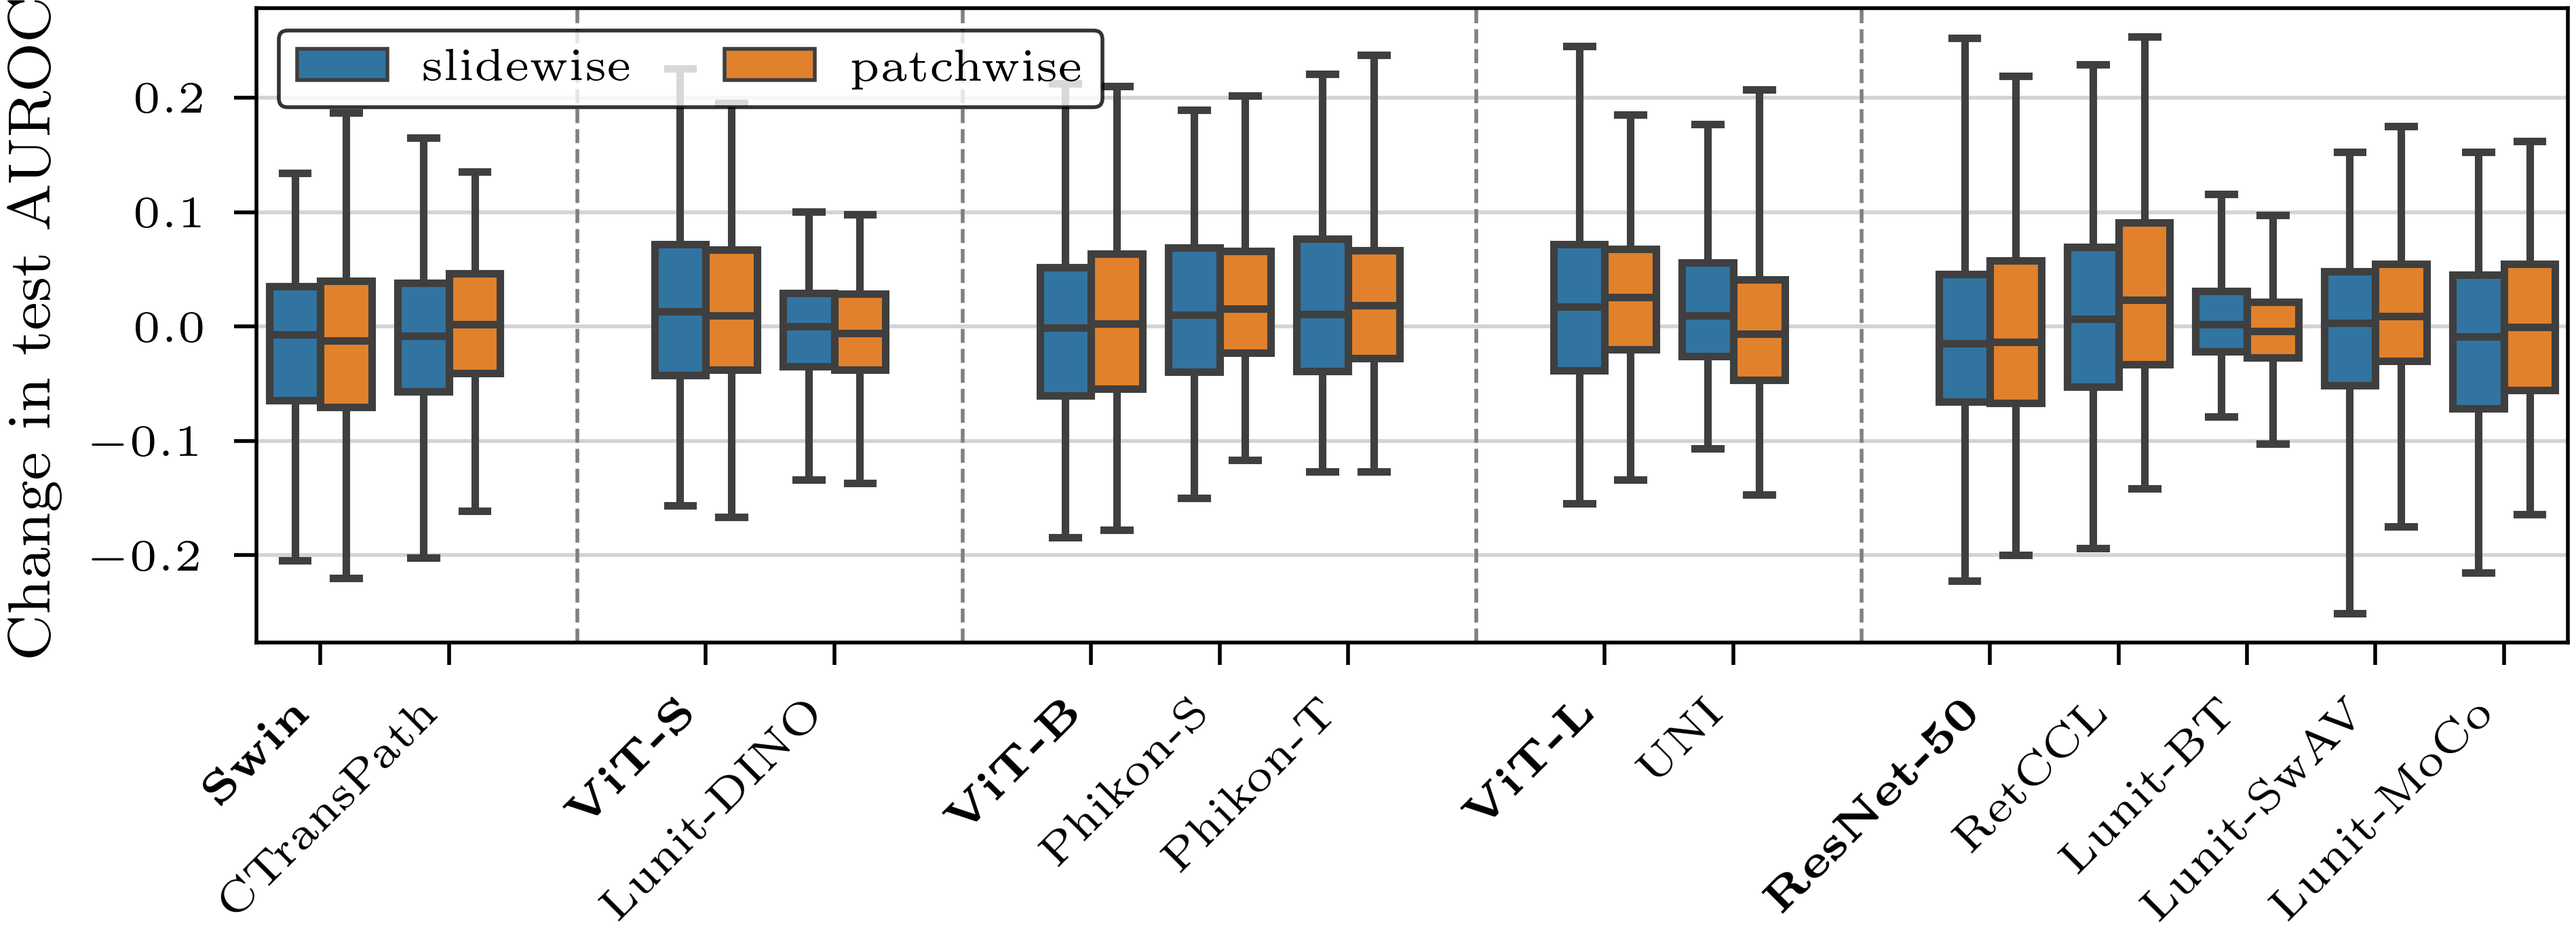 Change in test AUROC
slidewise
patchwise
0.2
0.1
0.0
−0.1
−0.2
Swin
CTransPath
ViT-S
Lunit-DINO
ViT-B
Phikon-S
Phikon-T
ViT-L
UNI
ResNet-50
RetCCL
Lunit-BT
Lunit-SwAV
Lunit-MoCo